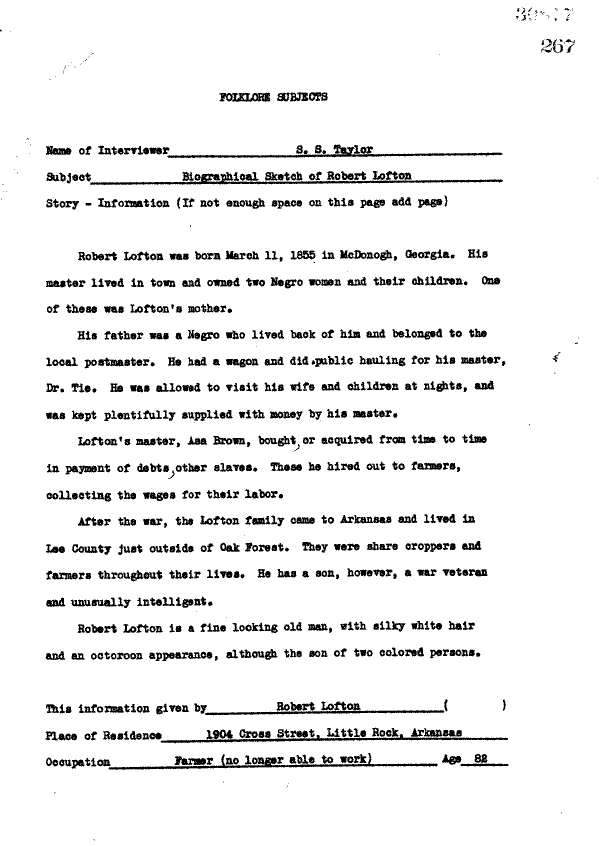 267
FOLKLORE SUBJECTS
Name of Interviewer S. S. Taylor
Subject Biographical Sketch of Robert Lofton
Story - Information (If not enough space on this page add page)
Robert Lofton was born March 11, 1855 in McDonogh, Georgia. His
master lived in town and owned two Negro women and their children. One
of these was Lofton's mother.
His father was a Negro who lived back of him and belonged to the
local postmaster. He had a wagon and did public hauling for his master,
Dr. Tie. He was allowed to visit his wife and children at nights, and
was kept plentifully supplied with money by his master.
Lofton's master, Asa Brown, bought, or acquired from time to time
in payment of debts, other slaves. These he hired out to farmers,
collecting the wages for their labor.
After the war, the Lofton family came to Arkansas and lived in
Lee County just outside of Oak Forest. They were share croppers and
farmers throughout their lives. He has a son, however, a war veteran
and unusually intelligent.
Robert Lofton is a fine looking old man, with silky white hair
and an octoroon appearance, although the son of two colored persons.
This information given by Robert Lofton ( )
Place of Residence 1904 Cross Street, Little Rock, Arkansas
Occupation Farmer (no longer able to work) Age 82